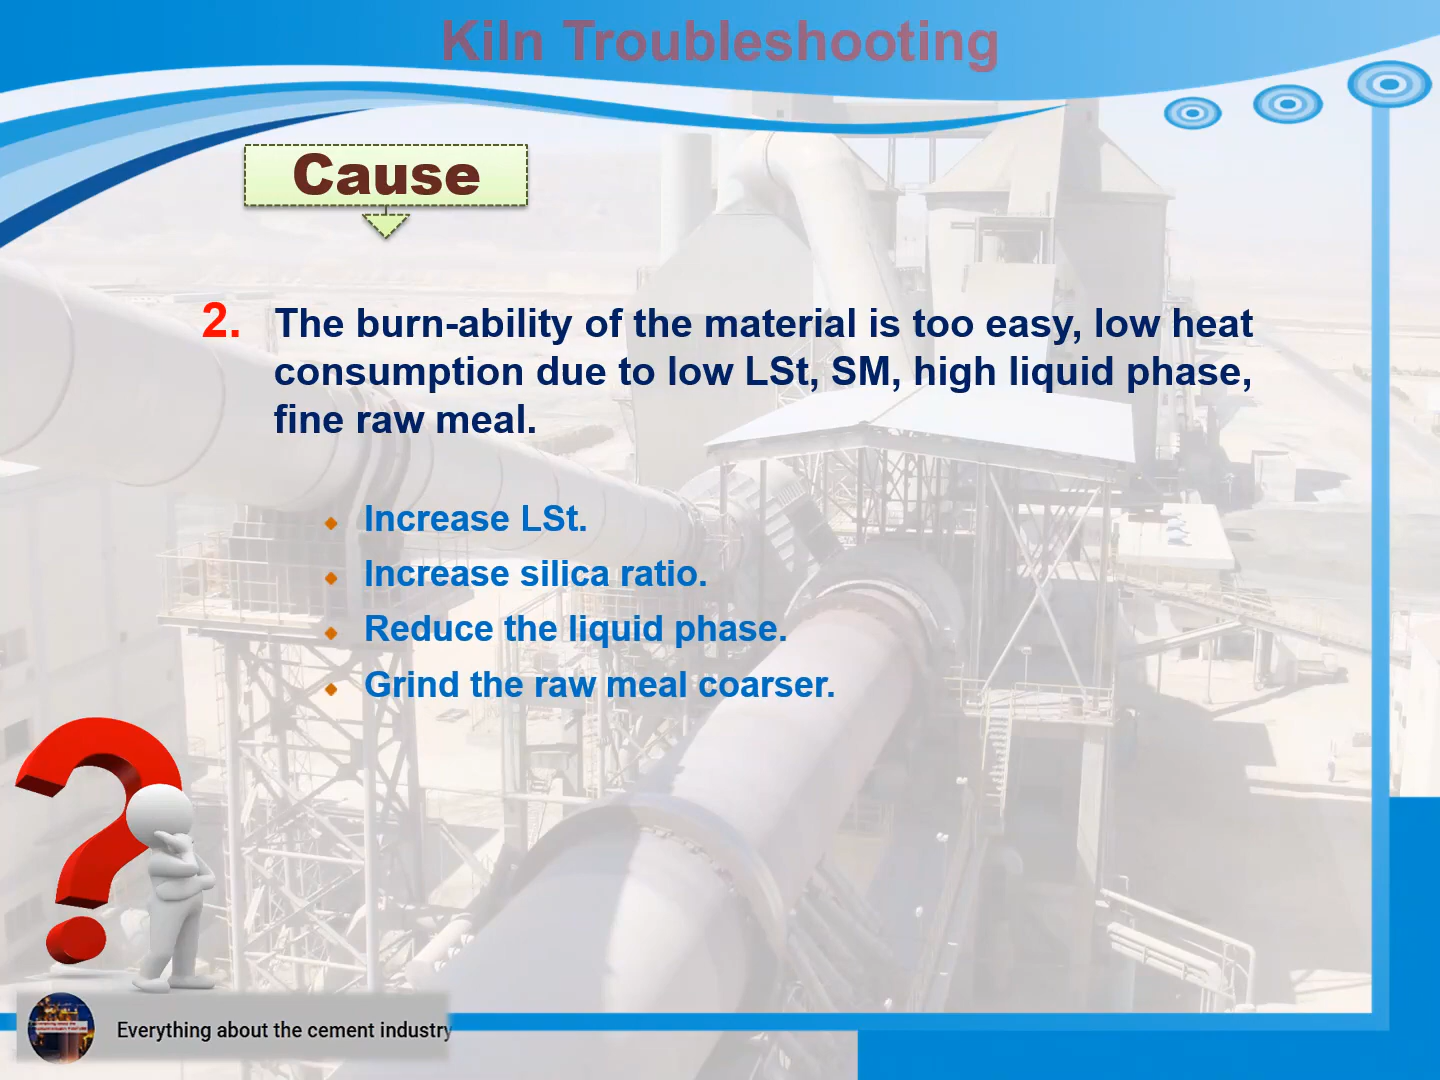 Kiln Troubleshooting
Cause
2. The burn-ability of the material is too easy, low heat
consumption due to low LSt, SM, high liquid phase,
fine raw meal.
Increase LSt.
Increase silica ratio.
Reduce the liquid phase.
Grind the raw meal coarser.
Everything about the cement industry